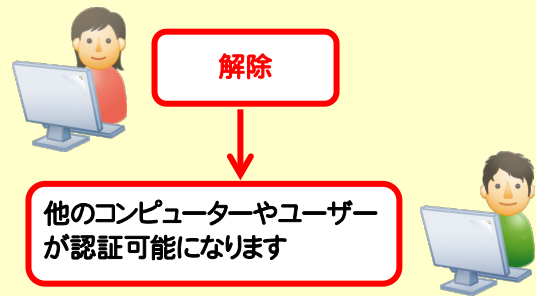 解除
他のコンピューターやユーザー
が認証可能になります